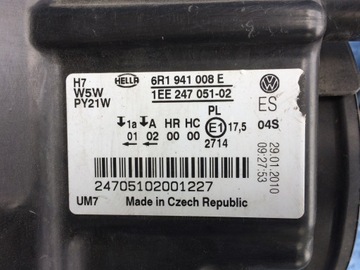 H7
W5W
PY21W
HELLA
6R1 941 008 E
1EE 247 051-02
ES
1a A HR HC
01 02 00 00
PL
E1 17,5
2714
04S
29.01.2010
09:27:53
24705102001227
UM7 Made in Czech Republic